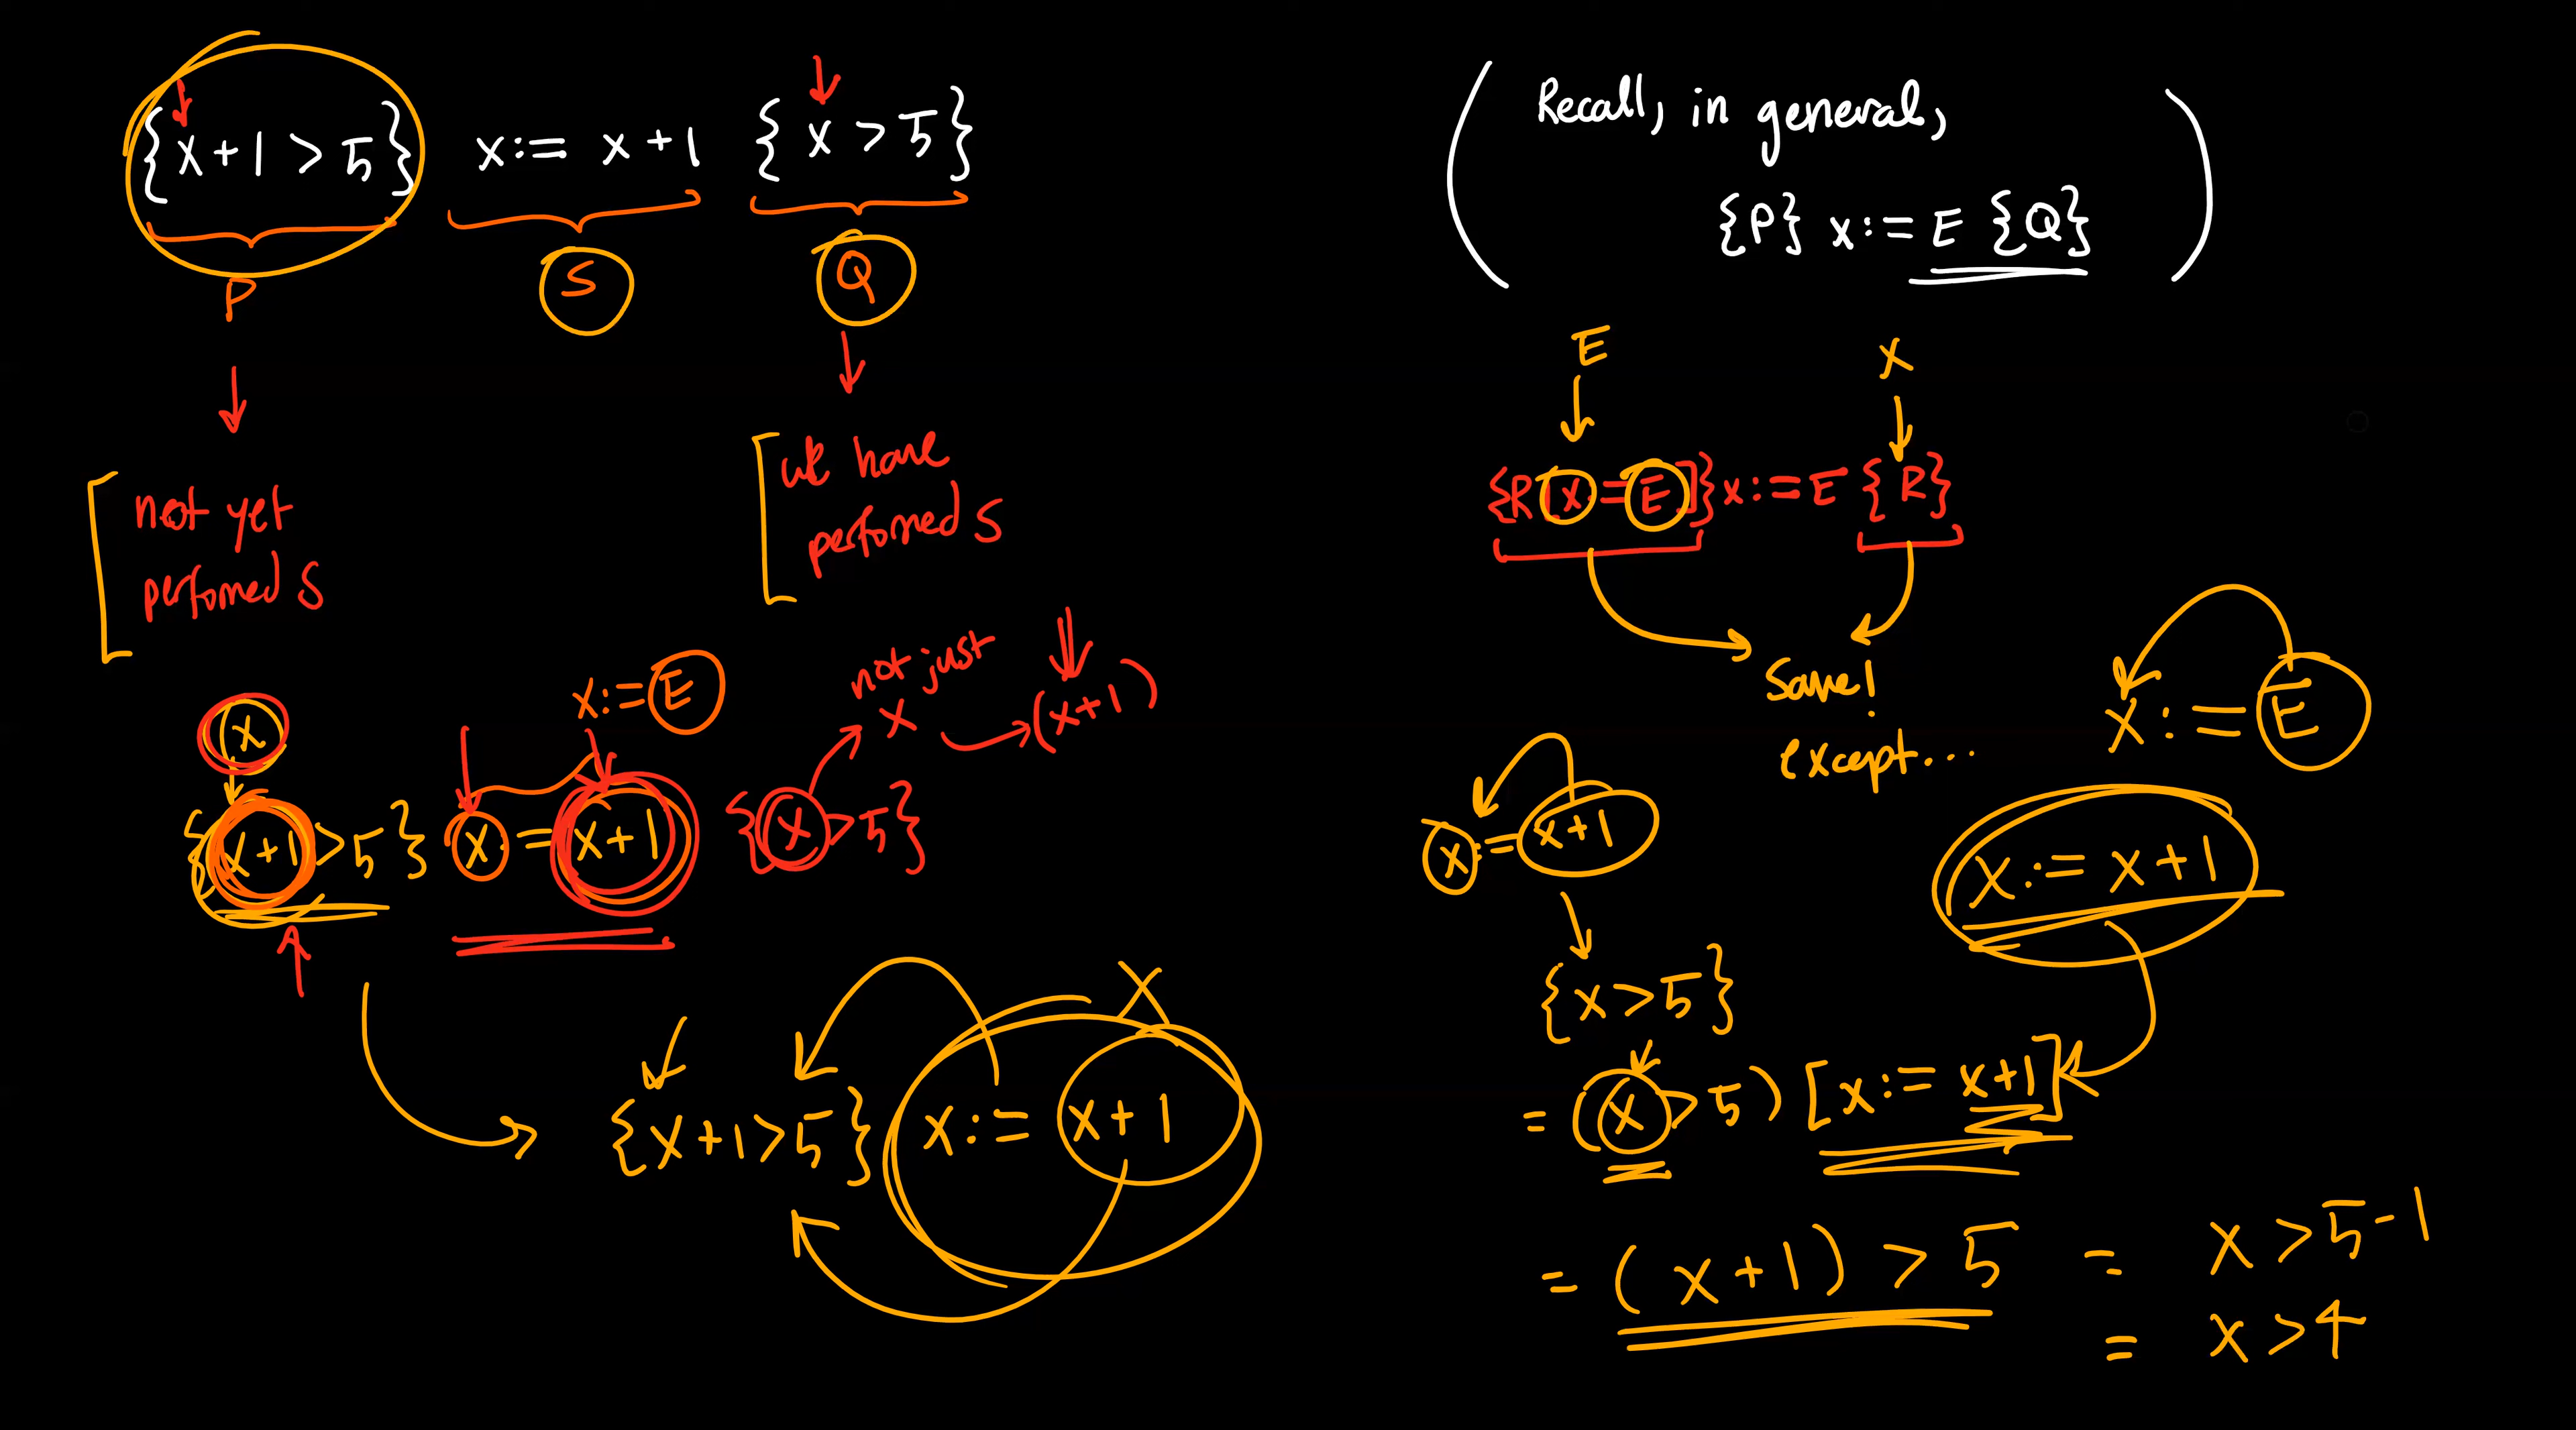 {x+1 > 5} x:= x+1 {x > 5}
P S Q
not yet
performed S
we have
performed S
x:= E
not just
x (x+1)
x
{x+1 > 5} x = x+1 {x > 5}
{x+1 > 5} x:= x+1
x
(Recall, in general,
{P} x:= E {Q})
E x
{R[x = E]} x:= E {R}
Same!
except...
x:= E
x:= x+1
x:= x+1
{x > 5}
= (x > 5) [x:= x+1]
= (x+1) > 5 = x > 5-1
= x > 4